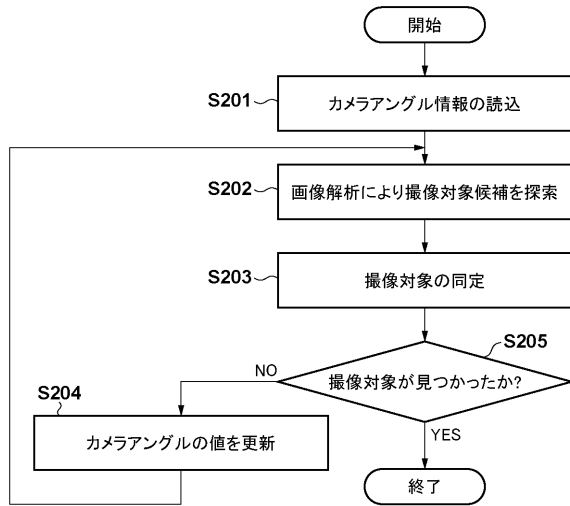 開始
S201
カメラアングル情報の読込
S202
画像解析により撮像対象候補を探索
S203
撮像対象の同定
S205
撮像対象が見つかったか?
NO
YES
S204
カメラアングルの値を更新
終了